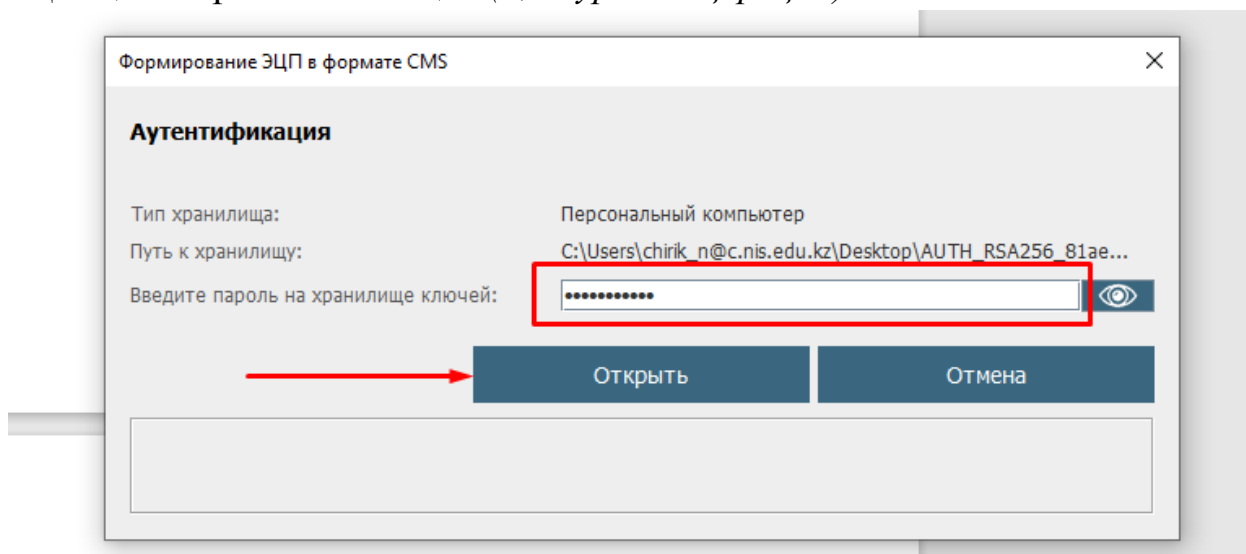 Формирование ЭЦП в формате CMS
Аутентификация
Тип хранилища: Персональный компьютер
Путь к хранилищу: C:\Users\chirik_n@c.nis.edu.kz\Desktop\AUTH_RSA256_81ae...
Введите пароль на хранилище ключей: •••••••••••
Открыть Отмена